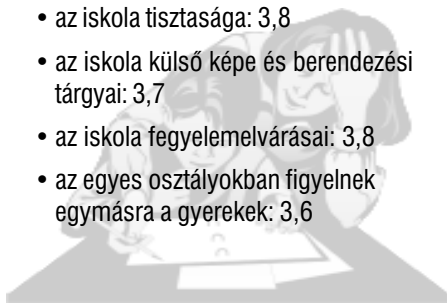 • az iskola tisztasága: 3,8
• az iskola külső képe és berendezési
tárgyai: 3,7
• az iskola fegyelemelvárásai: 3,8
• az egyes osztályokban figyelnek
egymásra a gyerekek: 3,6